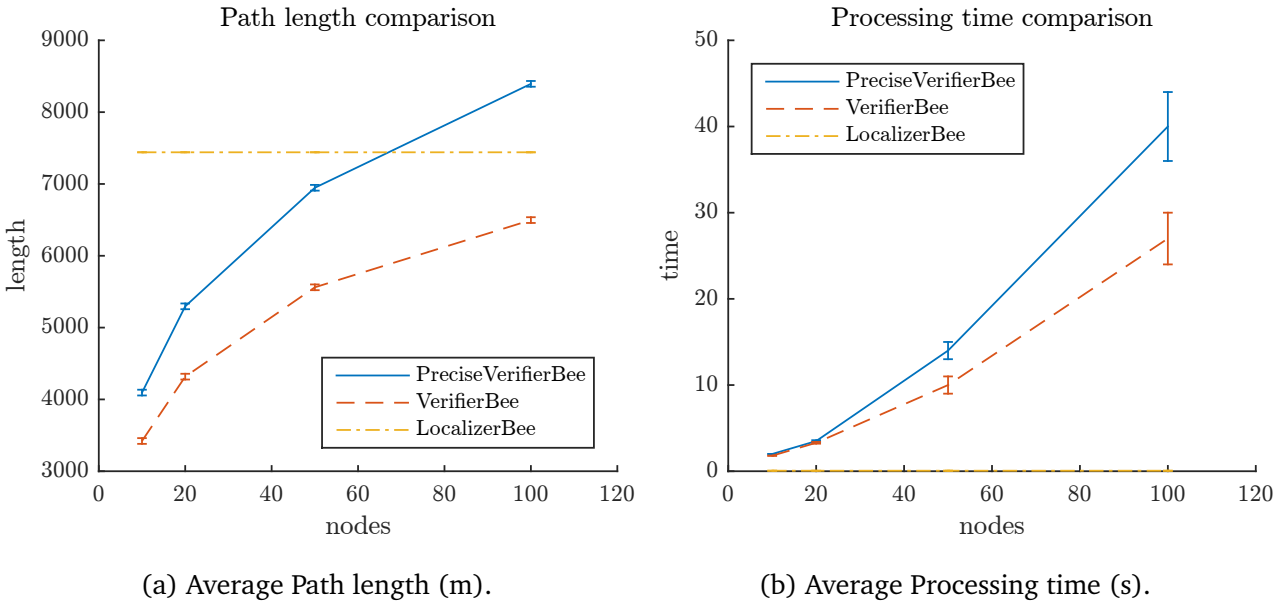 Path length comparison
9000
8000
7000
6000
5000
4000
3000
length
PreciseVerifierBee
VerifierBee
LocalizerBee
0 20 40 60 80 100 120
nodes
(a) Average Path length (m).
Processing time comparison
50
40
30
20
10
0
time
PreciseVerifierBee
VerifierBee
LocalizerBee
0 20 40 60 80 100 120
nodes
(b) Average Processing time (s).